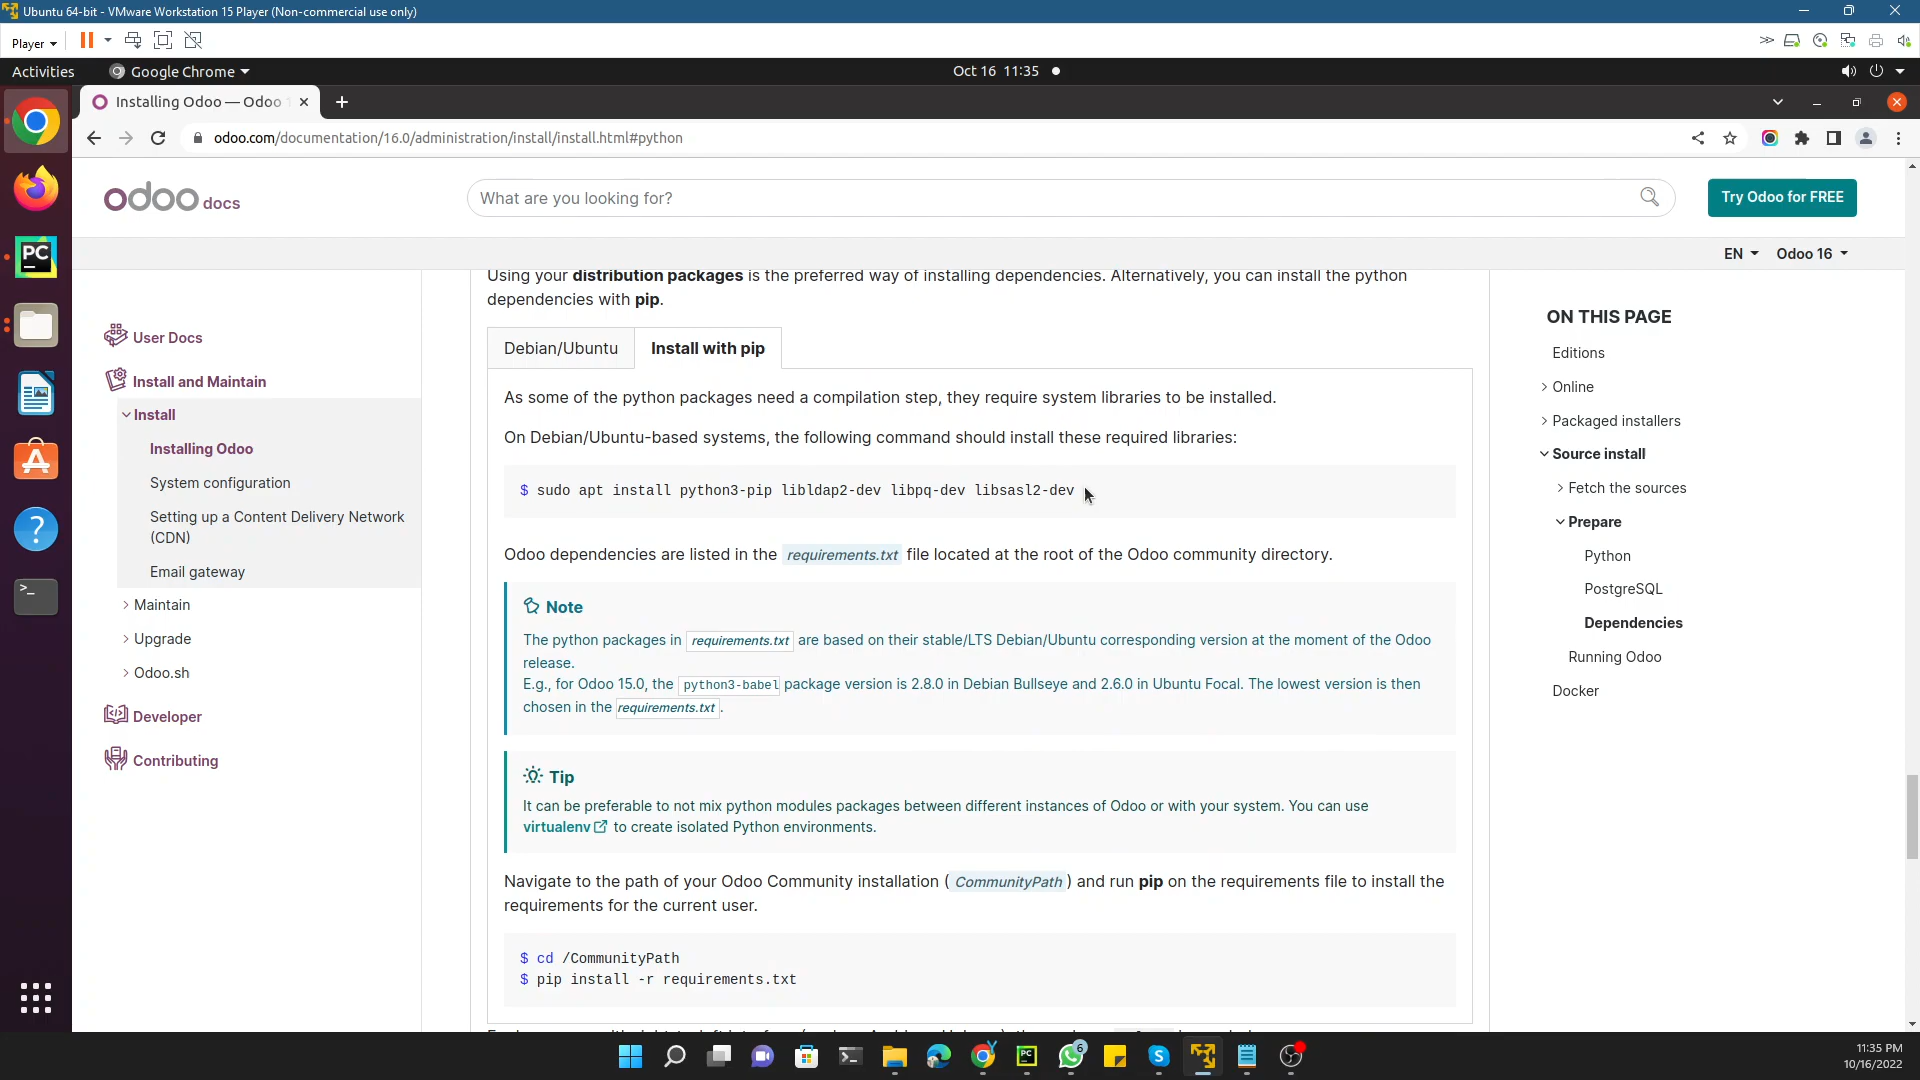 Ubuntu 64-bit - VMware Workstation 15 Player (Non-commercial use only)
Player
Activities
Google Chrome
Oct 16 11:35
Installing Odoo — Odoo 1
odoo.com/documentation/16.0/administration/install/install.html#python
odoo docs
What are you looking for?
Try Odoo for FREE
EN
Odoo 16
User Docs
Install and Maintain
Install
Installing Odoo
System configuration
Setting up a Content Delivery Network
(CDN)
Email gateway
Maintain
Upgrade
Odoo.sh
Developer
Contributing
Using your distribution packages is the preferred way of installing dependencies. Alternatively, you can install the python
dependencies with pip.
Debian/Ubuntu
Install with pip
As some of the python packages need a compilation step, they require system libraries to be installed.
On Debian/Ubuntu-based systems, the following command should install these required libraries:
$ sudo apt install python3-pip libldap2-dev libpq-dev libsasl2-dev
Odoo dependencies are listed in the requirements.txt file located at the root of the Odoo community directory.
Note
The python packages in requirements.txt are based on their stable/LTS Debian/Ubuntu corresponding version at the moment of the Odoo
release.
E.g., for Odoo 15.0, the python3-babel package version is 2.8.0 in Debian Bullseye and 2.6.0 in Ubuntu Focal. The lowest version is then
chosen in the requirements.txt.
Tip
It can be preferable to not mix python modules packages between different instances of Odoo or with your system. You can use
virtualenv to create isolated Python environments.
Navigate to the path of your Odoo Community installation (CommunityPath) and run pip on the requirements file to install the
requirements for the current user.
$ cd /CommunityPath
$ pip install -r requirements.txt
ON THIS PAGE
Editions
Online
Packaged installers
Source install
Fetch the sources
Prepare
Python
PostgreSQL
Dependencies
Running Odoo
Docker
PC
6
11:35 PM
10/16/2022